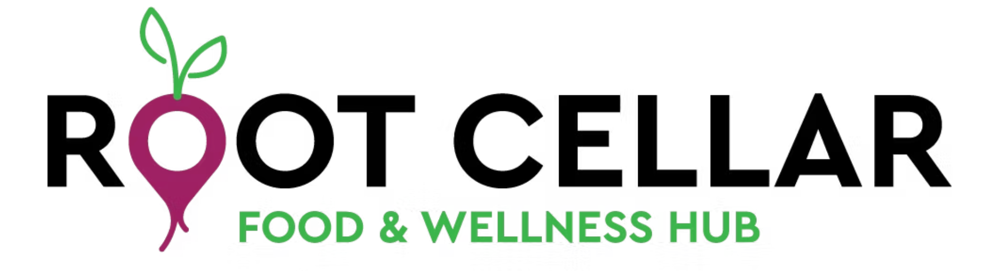 ROOT CELLAR
FOOD & WELLNESS HUB